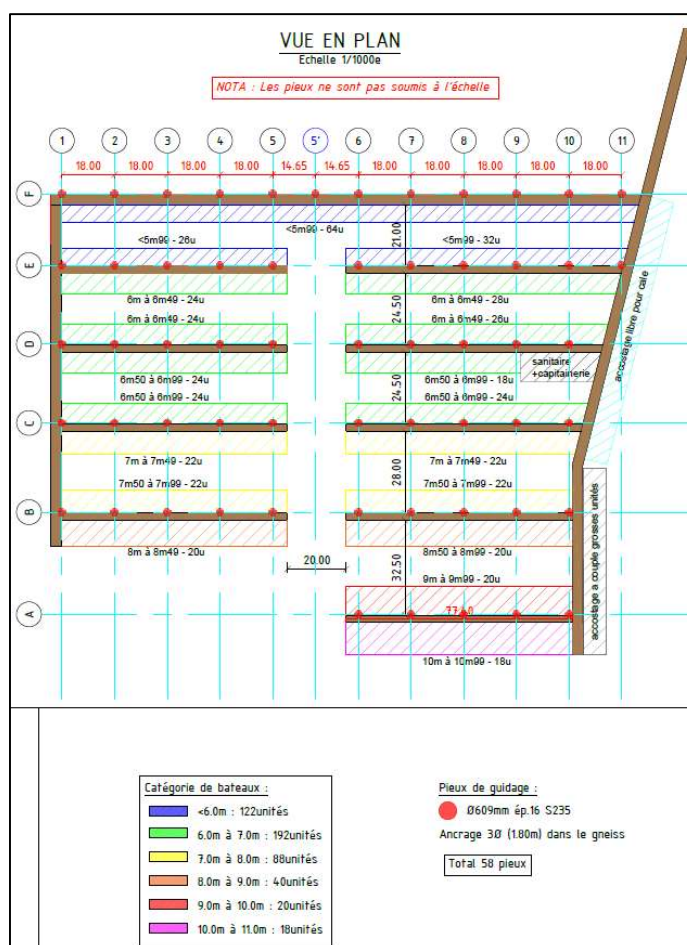 VUE EN PLAN
Echelle 1/1000e
NOTA : Les pieux ne sont pas soumis à l'échelle
1 2 3 4 5 5' 6 7 8 9 10 11
18.00 18.00 18.00 18.00 14.65 14.65 18.00 18.00 18.00 18.00 18.00
F
<5m99 - 64u
21.00
<5m99 - 26u <5m99 - 32u
E
6m à 6m49 - 24u 6m à 6m49 - 28u
24.50
6m à 6m49 - 24u 6m à 6m49 - 26u
accostage libre pour cale
D
sanitaire
+capitainerie
6m50 à 6m99 - 24u 6m50 à 6m99 - 18u
24.50
6m50 à 6m99 - 24u 6m50 à 6m99 - 24u
C
7m à 7m49 - 22u 7m à 7m49 - 22u
28.00
7m50 à 7m99 - 22u 7m50 à 7m99 - 22u
B
accostage a couple grosses unités
8m à 8m49 - 20u 8m50 à 8m99 - 20u
20.00
32.50
9m à 9m99 - 20u
A
10m à 10m99 - 18u
Catégorie de bateaux :
<6.0m : 122unités
6.0m à 7.0m : 192unités
7.0m à 8.0m : 88unités
8.0m à 9.0m : 40unités
9.0m à 10.0m : 20unités
10.0m à 11.0m : 18unités
Pieux de guidage :
Ø609mm ép.16 S235
Ancrage 3Ø (1.80m) dans le gneiss
Total 58 pieux